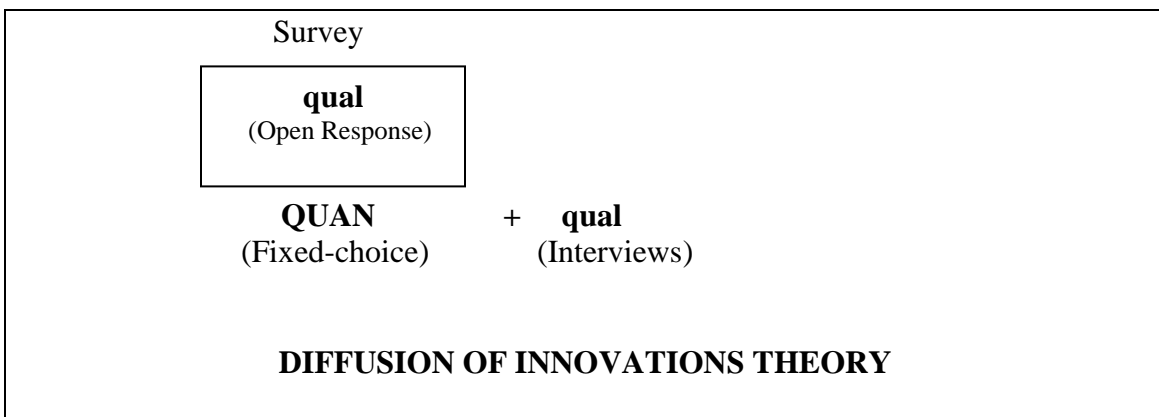 Survey
qual
(Open Response)
QUAN + qual
(Fixed-choice) (Interviews)
DIFFUSION OF INNOVATIONS THEORY